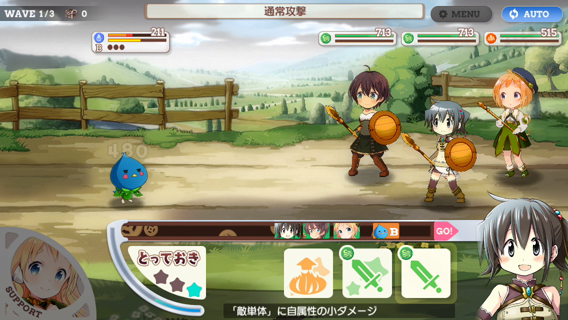 WAVE 1/3 0
通常攻撃
MENU
AUTO
211
B
713
713
515
480
B
GO!
とっておき
SUPPORT
「敵単体」に自属性の小ダメージ